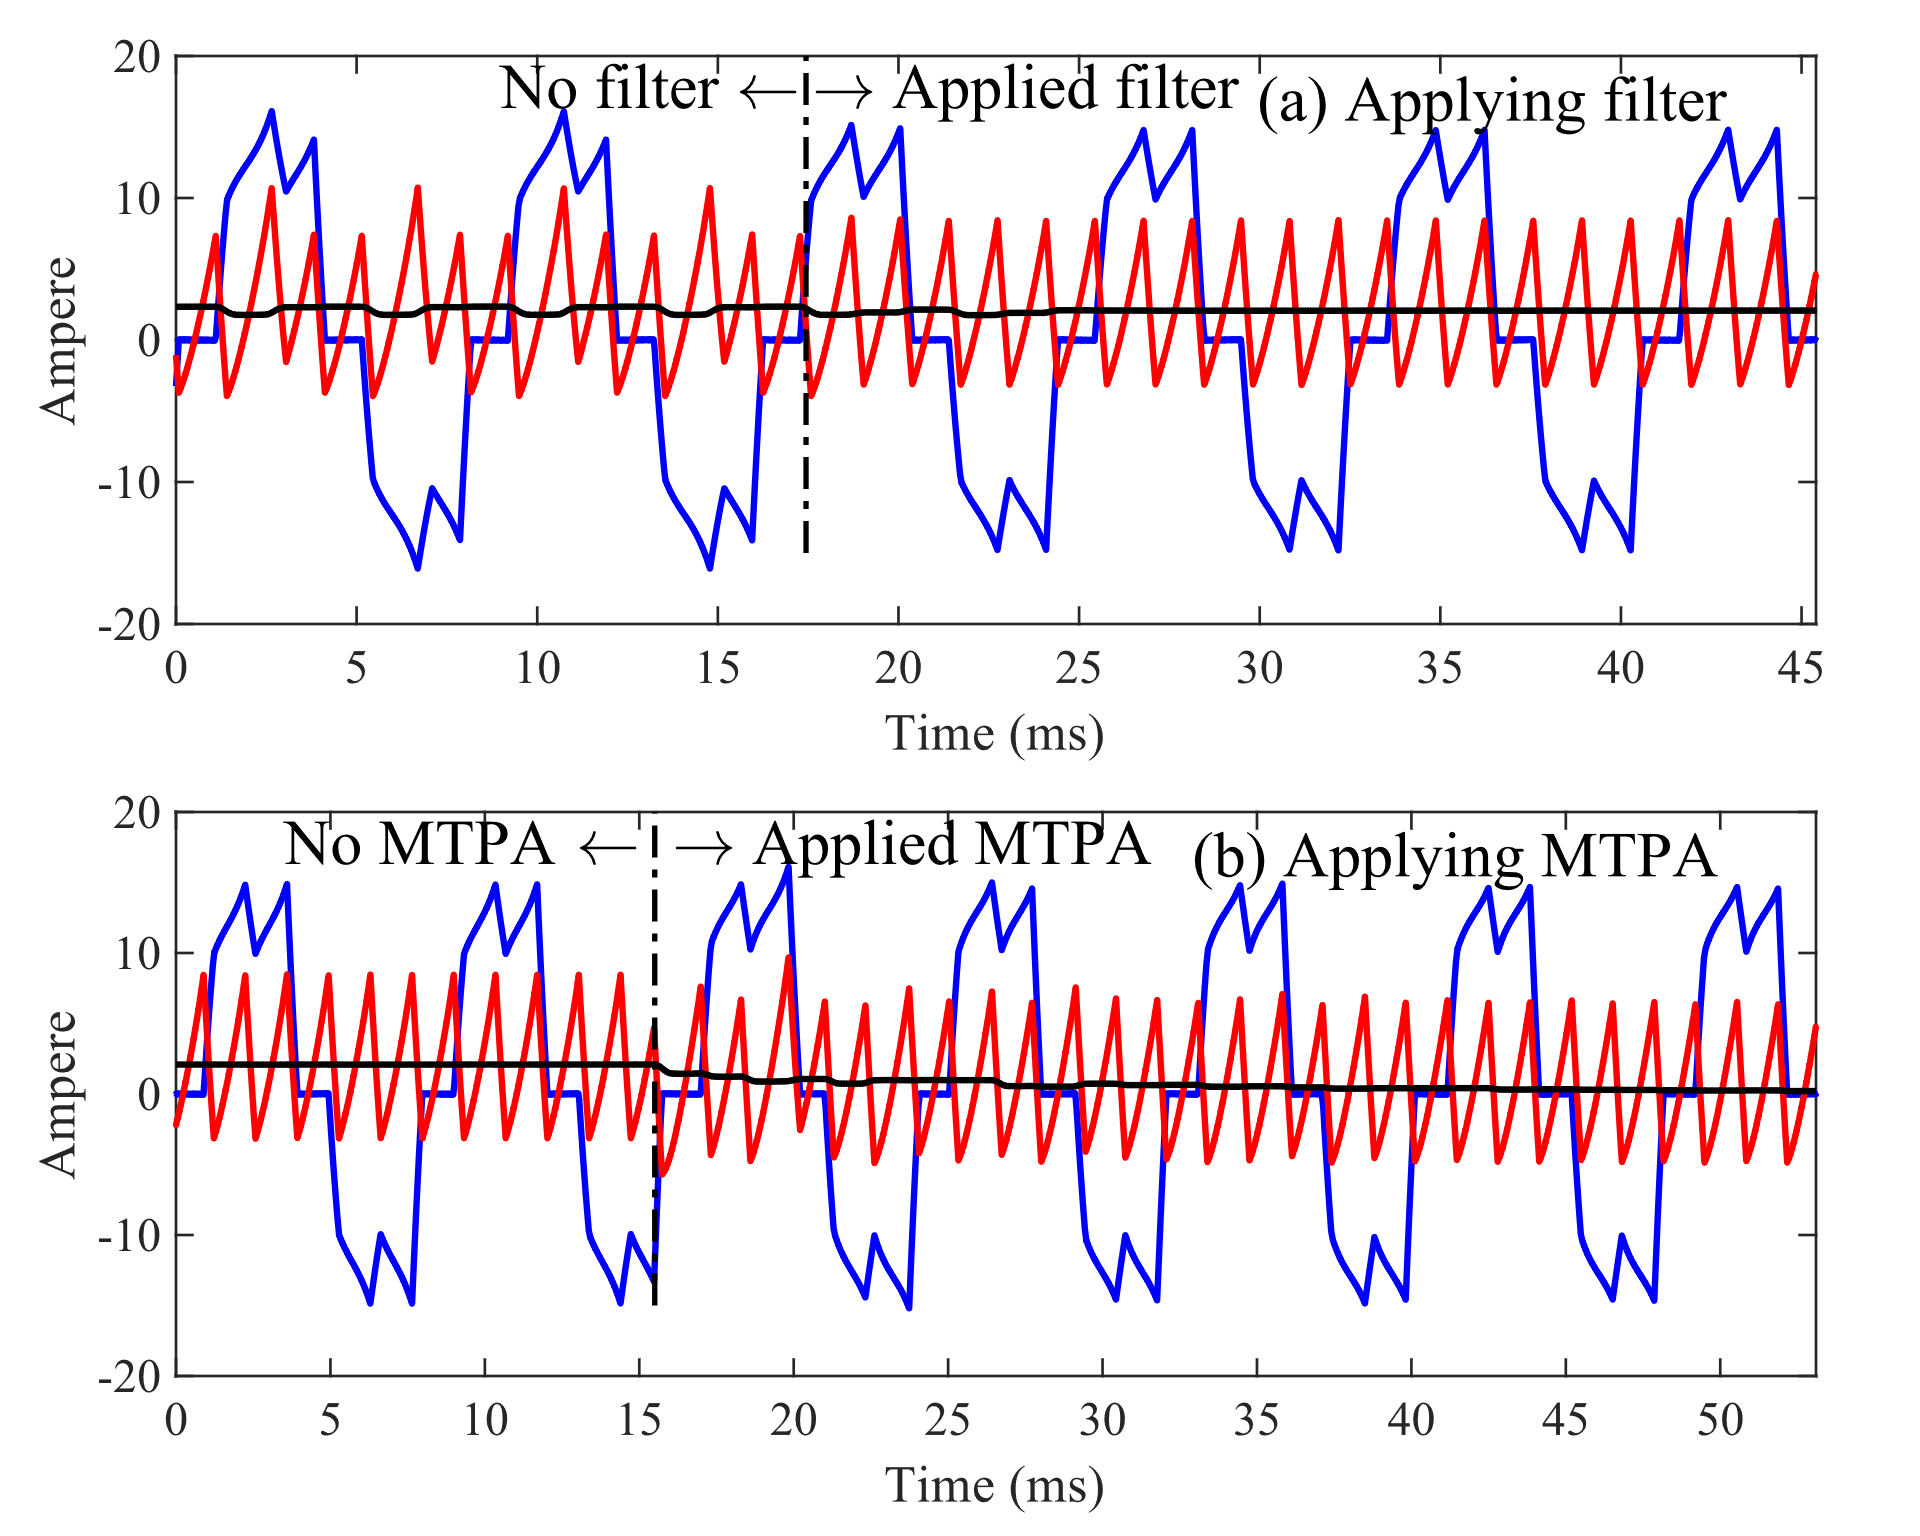 No filter ← → Applied filter (a) Applying filter
20
10
0
-10
-20
Ampere
0 5 10 15 20 25 30 35 40 45
Time (ms)
No MTPA ← → Applied MTPA (b) Applying MTPA
20
10
0
-10
-20
Ampere
0 5 10 15 20 25 30 35 40 45 50
Time (ms)